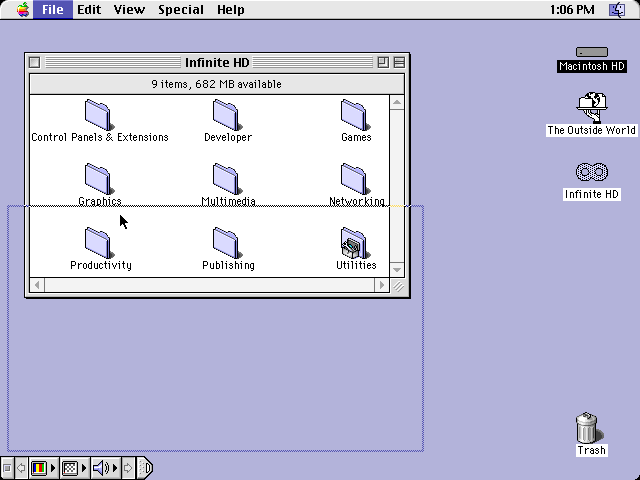 File Edit View Special Help 1:06 PM
Infinite HD
9 items, 682 MB available
Control Panels & Extensions Developer Games
Graphics Multimedia Networking
Productivity Publishing Utilities
Macintosh HD
The Outside World
Infinite HD
Trash